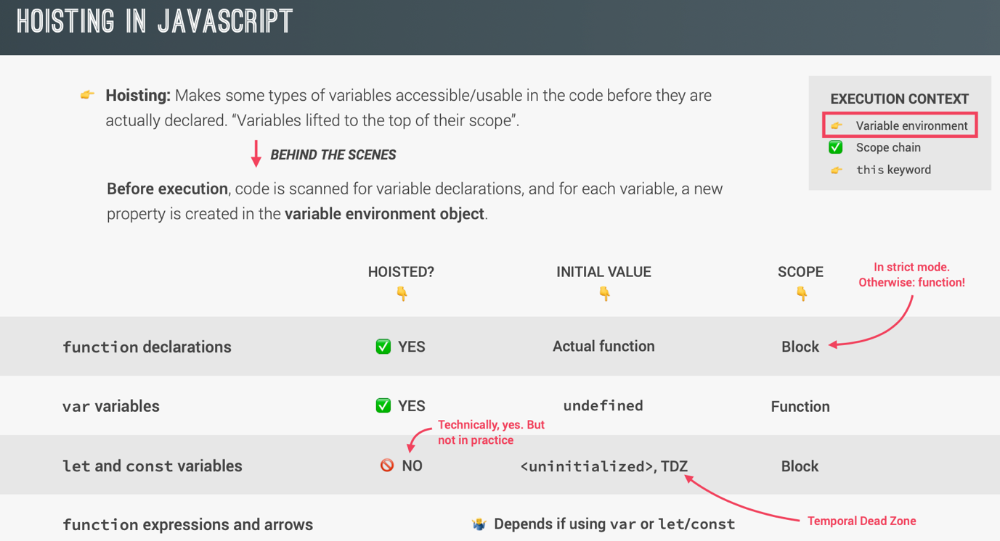 HOISTING IN JAVASCRIPT
Hoisting: Makes some types of variables accessible/usable in the code before they are
actually declared. “Variables lifted to the top of their scope”.
BEHIND THE SCENES
Before execution, code is scanned for variable declarations, and for each variable, a new
property is created in the variable environment object.
EXECUTION CONTEXT
Variable environment
Scope chain
this keyword
HOISTED?
INITIAL VALUE
SCOPE
In strict mode.
Otherwise: function!
function declarations
YES
Actual function
Block
var variables
YES
undefined
Function
Technically, yes. But
not in practice
let and const variables
NO
<uninitialized>, TDZ
Block
Temporal Dead Zone
function expressions and arrows
Depends if using var or let/const